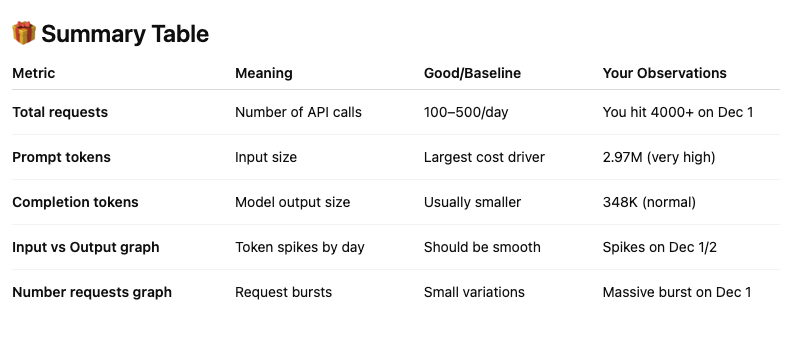 🎁 Summary Table
Metric Meaning Good/Baseline Your Observations
Total requests Number of API calls 100–500/day You hit 4000+ on Dec 1
Prompt tokens Input size Largest cost driver 2.97M (very high)
Completion tokens Model output size Usually smaller 348K (normal)
Input vs Output graph Token spikes by day Should be smooth Spikes on Dec 1/2
Number requests graph Request bursts Small variations Massive burst on Dec 1